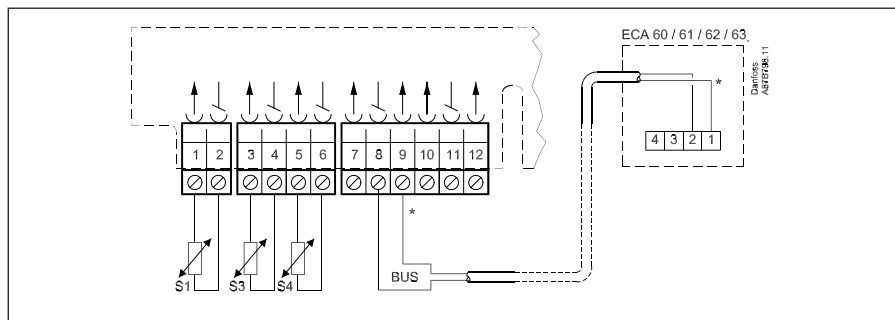 ECA 60 / 61 / 62 / 63
Danfoss
A87B798.11
*
4 3 2 1
1 2 3 4 5 6 7 8 9 10 11 12
*
S1 S3 S4 BUS